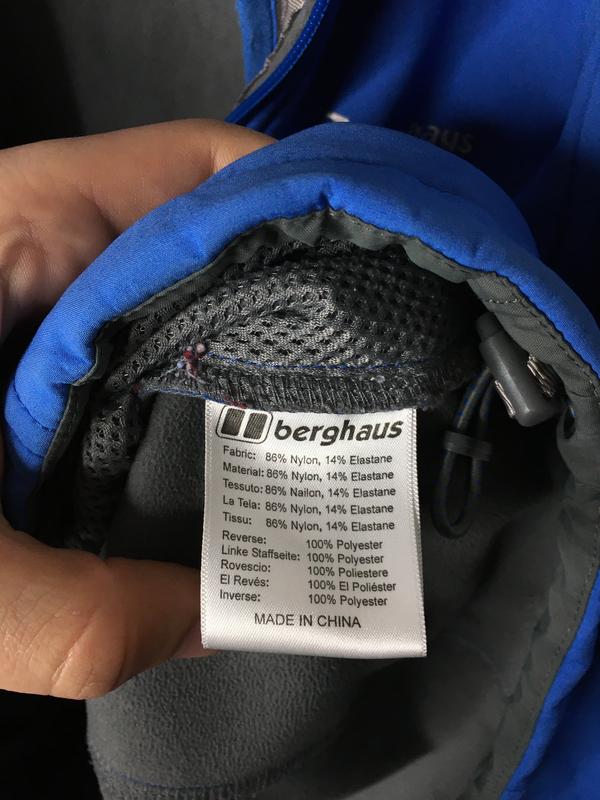 berghaus
Fabric: 86% Nylon, 14% Elastane
Material: 86% Nylon, 14% Elastane
Tessuto: 86% Nailon, 14% Elastane
La Tela: 86% Nylon, 14% Elastane
Tissu: 86% Nylon, 14% Elastane
Reverse: 100% Polyester
Linke Staffseite: 100% Polyester
Rovescio: 100% Poliestere
El Revés: 100% El Poliéster
Inverse: 100% Polyester
MADE IN CHINA